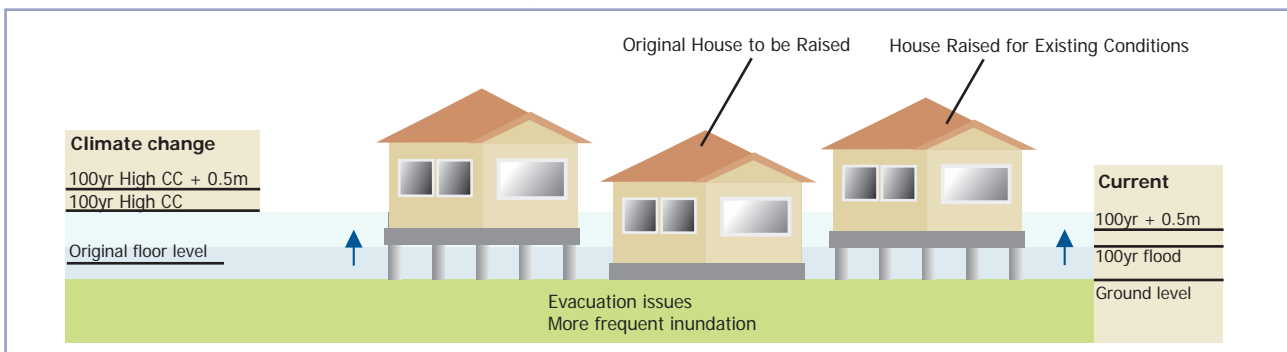 Original House to be Raised
House Raised for Existing Conditions
Climate change
100yr High CC + 0.5m
100yr High CC
Original floor level
Current
100yr + 0.5m
100yr flood
Ground level
Evacuation issues
More frequent inundation